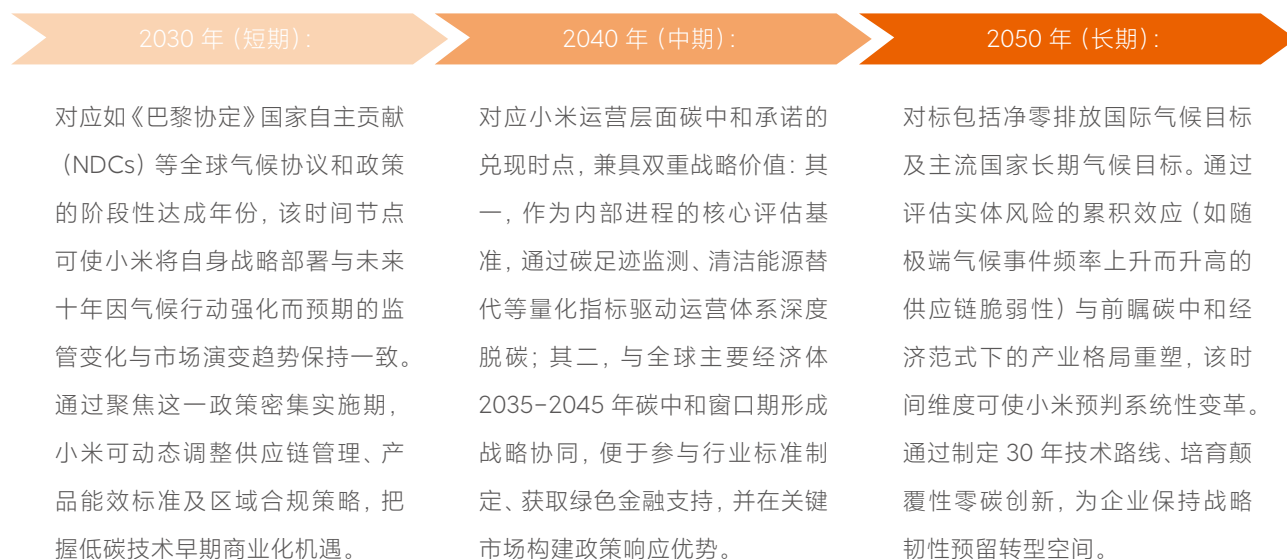 2030 年（短期）：
对应如《巴黎协定》国家自主贡献
（NDCs）等全球气候协议和政策
的阶段性达成年份，该时间节点
可使小米将自身战略部署与未来
十年因气候行动强化而预期的监
管变化与市场演变趋势保持一致。
通过聚焦这一政策密集实施期，
小米可动态调整供应链管理、产
品能效标准及区域合规策略，把
握低碳技术早期商业化机遇。
2040 年（中期）：
对应小米运营层面碳中和承诺的
兑现时点，兼具双重战略价值：其
一，作为内部进程的核心评估基
准，通过碳足迹监测、清洁能源替
代等量化指标驱动运营体系深度
脱碳；其二，与全球主要经济体
2035-2045 年碳中和窗口期形成
战略协同，便于参与行业标准制
定、获取绿色金融支持，并在关键
市场构建政策响应优势。
2050 年（长期）：
对标包括净零排放国际气候目标
及主流国家长期气候目标。通过
评估实体风险的累积效应（如随
极端气候事件频率上升而升高的
供应链脆弱性）与前瞻碳中和经
济范式下的产业格局重塑，该时
间维度可使小米预判系统性变革。
通过制定 30 年技术路线、培育颠
覆性零碳创新，为企业保持战略
韧性预留转型空间。